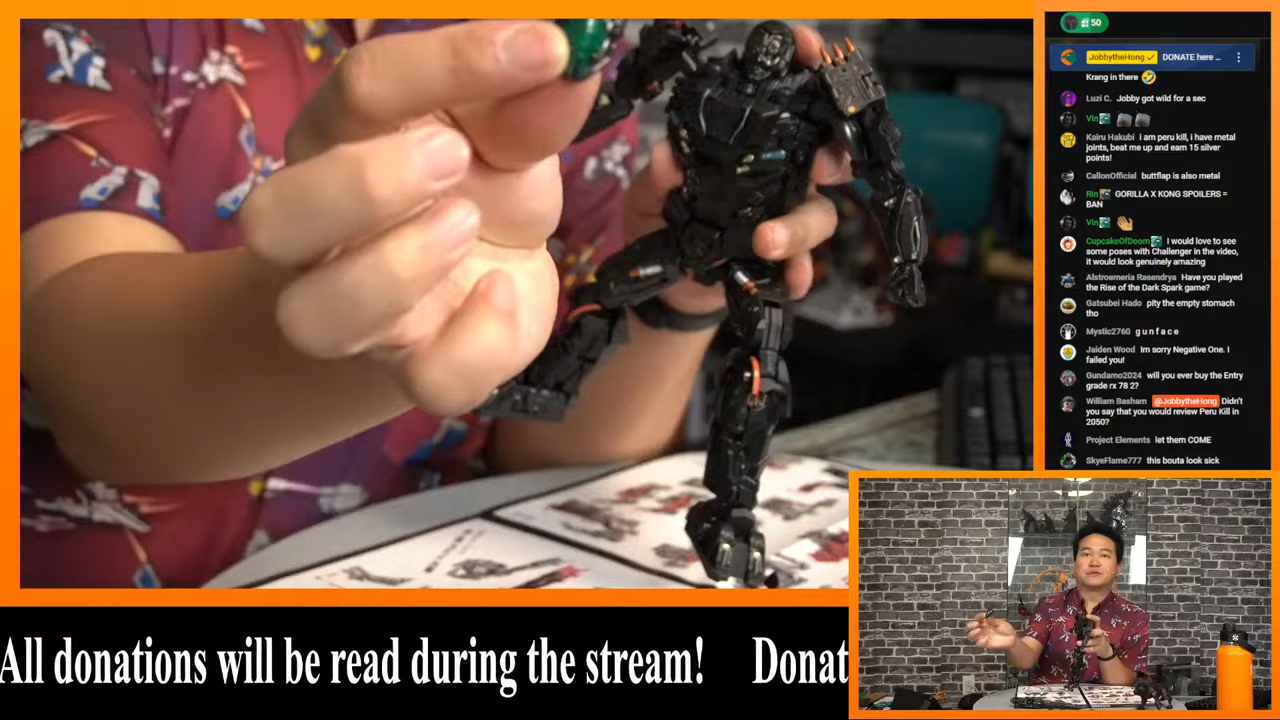 50
JobbytheHong ✓ DONATE here ...
Krang in there
Luzi C. Jobby got wild for a sec
Vin
Kairu Hakubi I am peru kill, i have metal
joints, beat me up and earn 15 silver
points!
CallonOfficial buttflap is also metal
Rin GORILLA X KONG SPOILERS =
BAN
Vin
CupcakeOfDoom I would love to see
some poses with Challenger in the video,
it would look genuinely amazing
Alstroemeria Rasendrya Have you played
the Rise of the Dark Spark game?
Gatsubei Hado pity the empty stomach
tho
Mystic2760 g u n f a c e
Jaiden Wood Im sorry Negative One. I
failed you!
Gundamo2024 will you ever buy the Entry
grade rx 78 2?
William Basham @JobbytheHong Didn't
you say that you would review Peru Kill in
2050?
Project Elements let them COME
SkyeFlame777 this bouta look sick
All donations will be read during the stream! Donat